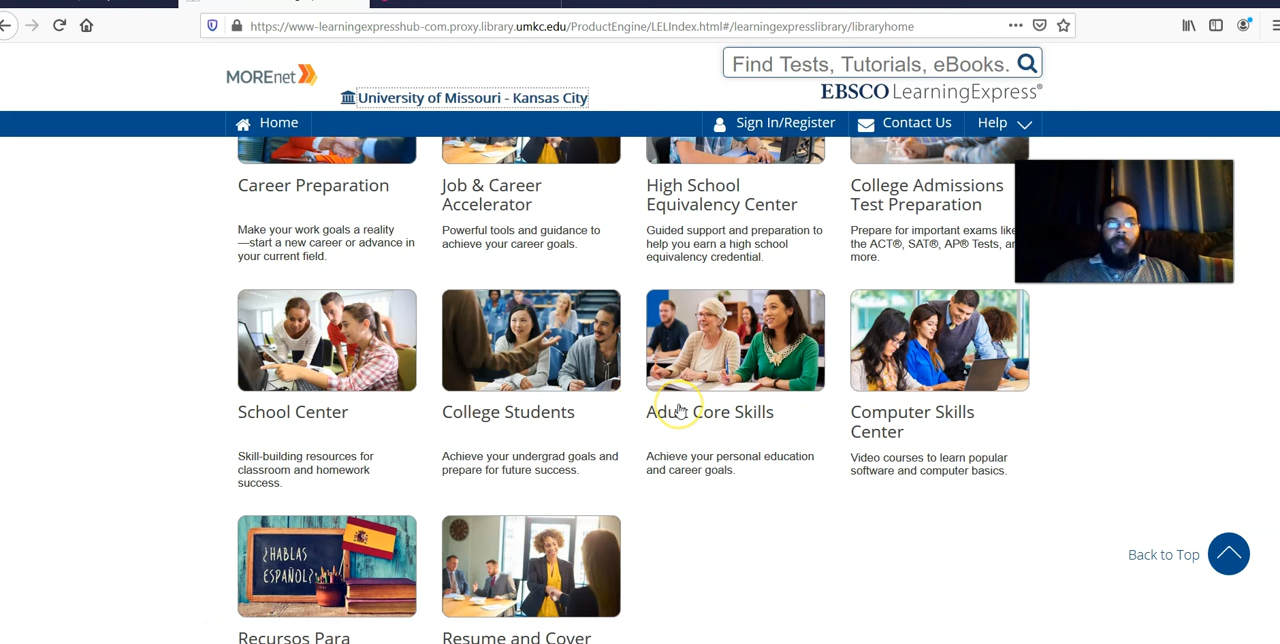 https://www-learningexpresshub-com.proxy.library.umkc.edu/ProductEngine/LELIndex.html#/learningexpresslibrary/libraryhome
MOREnet
Find Tests, Tutorials, eBooks.
University of Missouri - Kansas City
EBSCO LearningExpress®
Home
Sign In/Register
Contact Us
Help
Career Preparation
Make your work goals a reality
—start a new career or advance in
your current field.
Job & Career
Accelerator
Powerful tools and guidance to
achieve your career goals.
High School
Equivalency Center
Guided support and preparation to
help you earn a high school
equivalency credential.
College Admissions
Test Preparation
Prepare for important exams like
the ACT®, SAT®, AP® Tests, an
more.
School Center
Skill-building resources for
classroom and homework
success.
College Students
Achieve your undergrad goals and
prepare for future success.
Adult Core Skills
Achieve your personal education
and career goals.
Computer Skills
Center
Video courses to learn popular
software and computer basics.
¿HABLAS
ESPAÑOL?
Recursos Para
Resume and Cover
Back to Top